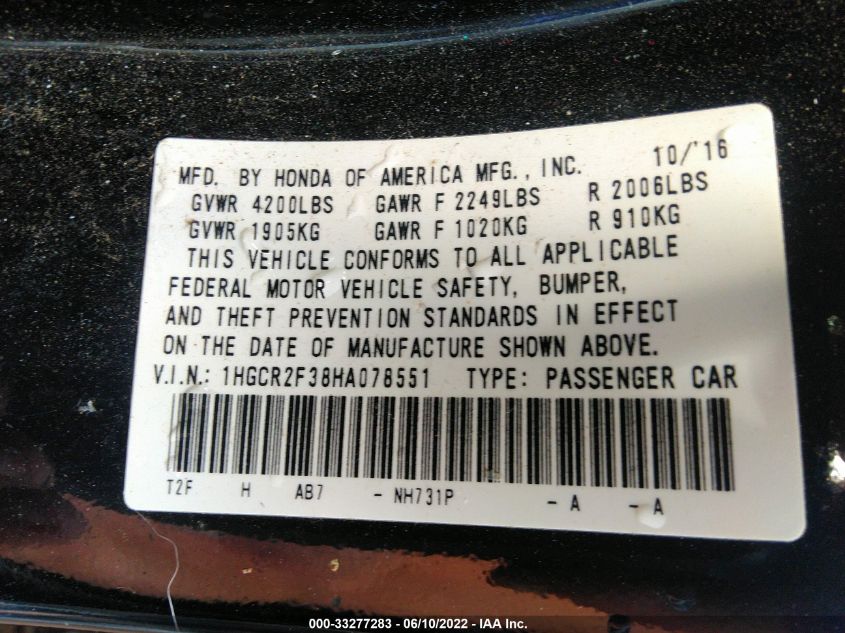 MFD. BY HONDA OF AMERICA MFG., INC. 10/'16
GVWR 4200LBS GAWR F 2249LBS R 2006LBS
GVWR 1905KG GAWR F 1020KG R 910KG
THIS VEHICLE CONFORMS TO ALL APPLICABLE
FEDERAL MOTOR VEHICLE SAFETY, BUMPER,
AND THEFT PREVENTION STANDARDS IN EFFECT
ON THE DATE OF MANUFACTURE SHOWN ABOVE.
V.I.N.: 1HGCR2F38HA078551 TYPE: PASSENGER CAR
T2F H AB7 - NH731P - A - A
000-33277283 - 06/10/2022 - IAA Inc.